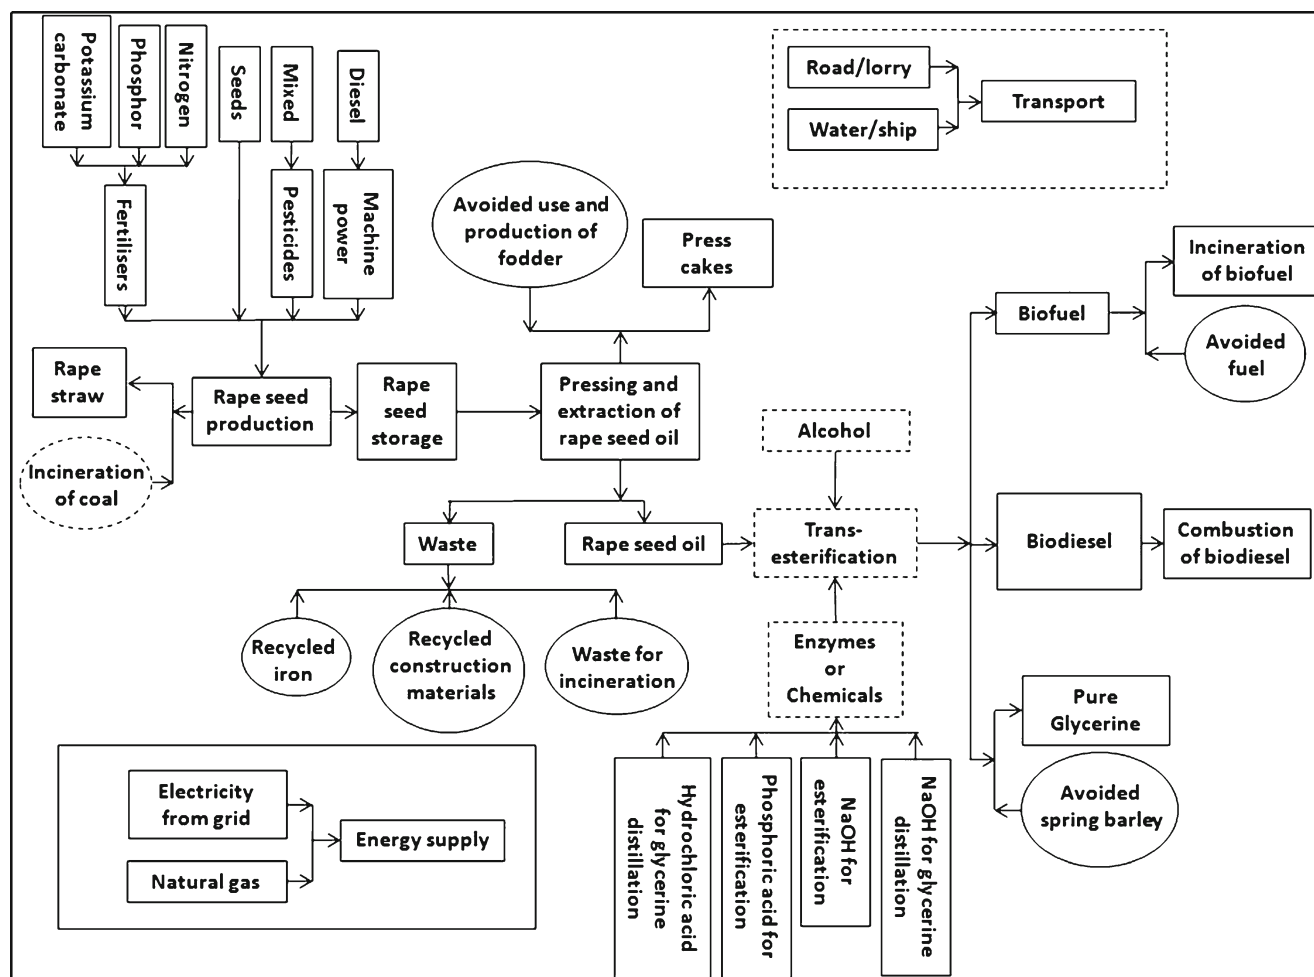 Potassium
carbonate
Phosphor
Nitrogen
Seeds
Mixed
Diesel
Fertilisers
Pesticides
Machine
power
Road/lorry
Water/ship
Transport
Avoided use and
production of
fodder
Press
cakes
Incineration
of biofuel
Biofuel
Avoided
fuel
Rape
straw
Rape seed
production
Rape
seed
storage
Pressing and
extraction of
rape seed oil
Incineration
of coal
Alcohol
Waste
Rape seed oil
Trans-
esterification
Biodiesel
Combustion
of biodiesel
Recycled
iron
Recycled
construction
materials
Waste for
incineration
Enzymes
or
Chemicals
Pure
Glycerine
Avoided
spring barley
Electricity
from grid
Natural gas
Energy supply
Hydrochloric acid
for glycerine
distillation
Phosphoric acid for
esterification
NaOH for
esterification
NaOH for glycerine
distillation